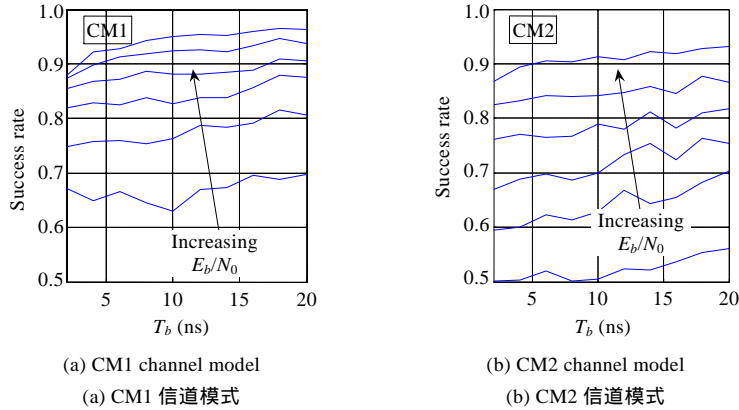 CM1
Success rate
1.0
0.9
0.8
0.7
0.6
0.5
5
10
15
20
Increasing
E_b/N_0
T_b (ns)
(a) CM1 channel model
(a) CM1 信道模式
CM2
Success rate
1.0
0.9
0.8
0.7
0.6
0.5
5
10
15
20
Increasing
E_b/N_0
T_b (ns)
(b) CM2 channel model
(b) CM2 信道模式